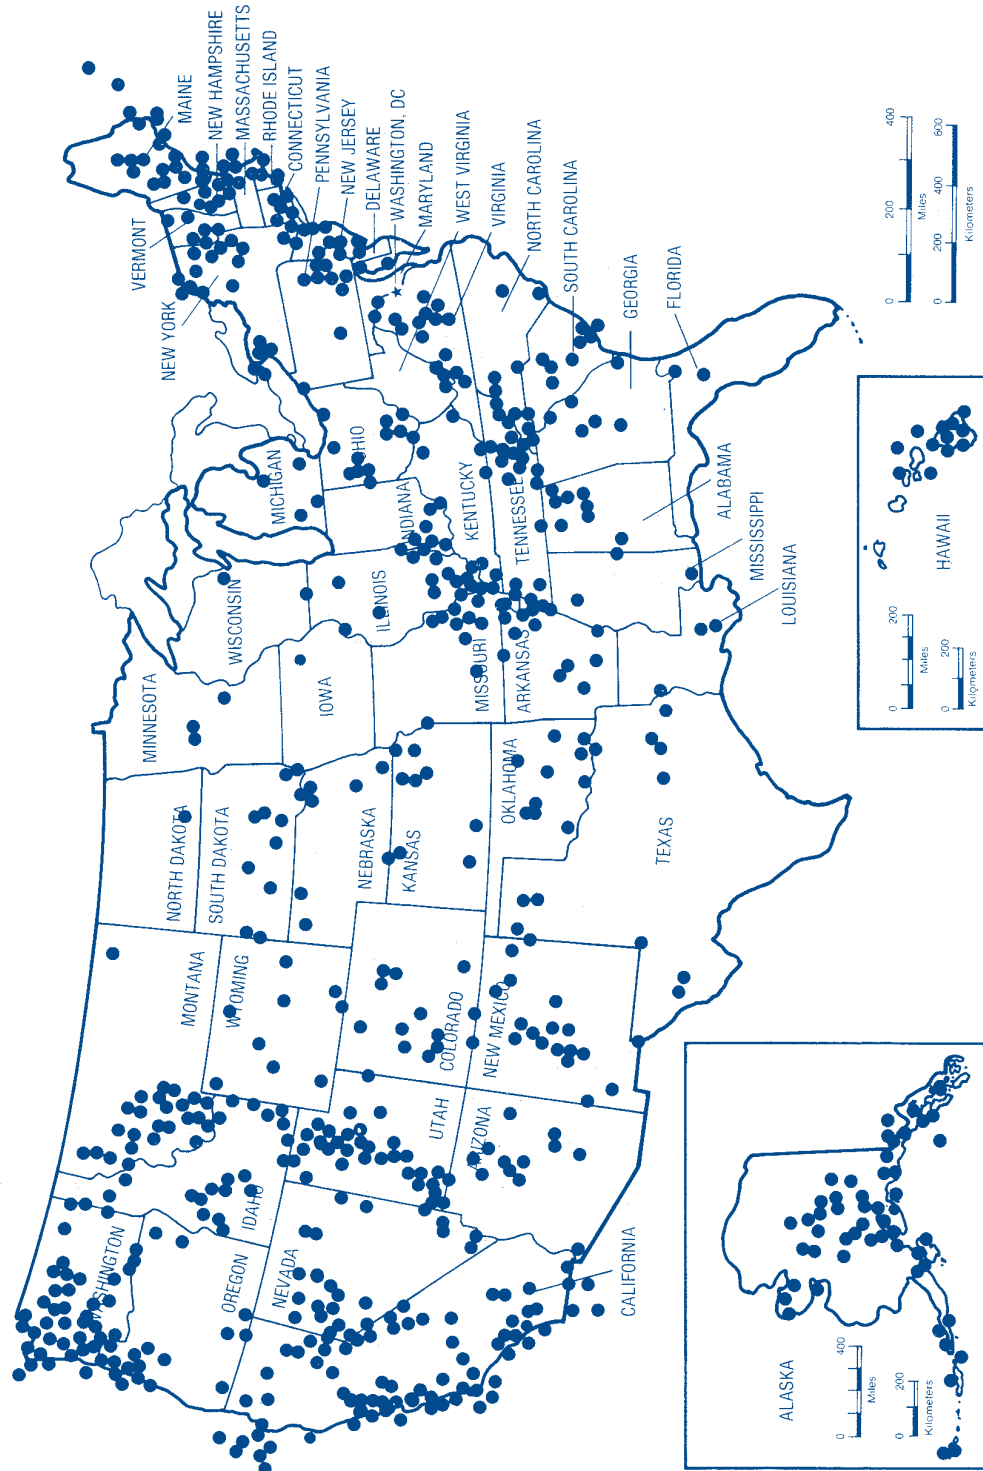 WASHINGTON
OREGON
CALIFORNIA
NEVADA
IDAHO
UTAH
ARIZONA
MONTANA
WYOMING
COLORADO
NEW MEXICO
NORTH DAKOTA
SOUTH DAKOTA
NEBRASKA
KANSAS
OKLAHOMA
TEXAS
MINNESOTA
IOWA
MISSOURI
ARKANSAS
LOUISIANA
WISCONSIN
ILLINOIS
MICHIGAN
INDIANA
OHIO
KENTUCKY
TENNESSEE
MISSISSIPPI
ALABAMA
GEORGIA
FLORIDA
SOUTH CAROLINA
NORTH CAROLINA
VIRGINIA
WEST VIRGINIA
MARYLAND
WASHINGTON, DC
DELAWARE
NEW JERSEY
PENNSYLVANIA
CONNECTICUT
RHODE ISLAND
MASSACHUSETTS
NEW HAMPSHIRE
MAINE
VERMONT
NEW YORK
ALASKA
0 400
Miles
0 200
Kilometers
HAWAII
0 200
Miles
0 200
Kilometers
0 200 400
Miles
0 200 400 600
Kilometers